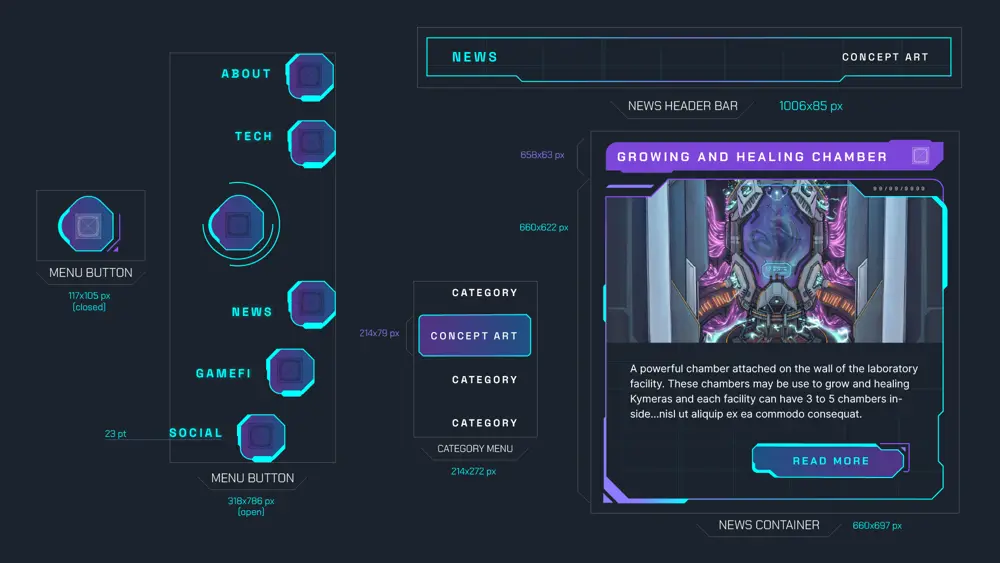 MENU BUTTON
117x105 px
[closed]
ABOUT
TECH
NEWS
GAMEFI
SOCIAL
23 pt
MENU BUTTON
318x786 px
[open]
NEWS
CONCEPT ART
NEWS HEADER BAR
1006x85 px
CATEGORY
CONCEPT ART
CATEGORY
CATEGORY
214x79 px
CATEGORY MENU
214x272 px
658x63 px
660x622 px
GROWING AND HEALING CHAMBER
A powerful chamber attached on the wall of the laboratory
facility. These chambers may be use to grow and healing
Kymeras and each facility can have 3 to 5 chambers in-
side...nisl ut aliquip ex ea commodo consequat.
READ MORE
NEWS CONTAINER
660x697 px